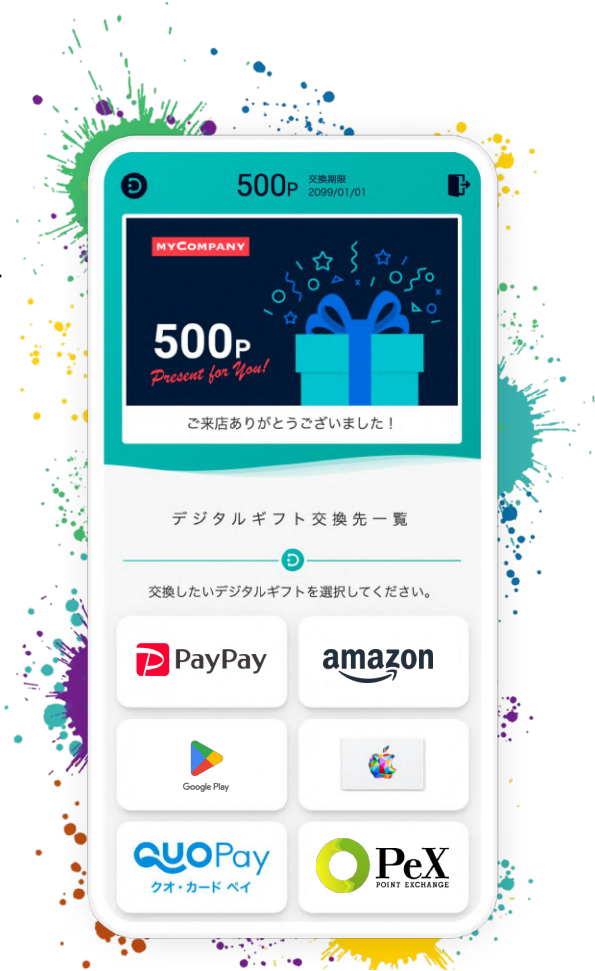 500P
交換期限
2099/01/01
MYCOMPANY
500P
Present for You!
ご来店ありがとうございました！
デジタルギフト交換先一覧
交換したいデジタルギフトを選択してください。
PayPay
amazon
Google Play
QUOPay
クオ・カード ペイ
PeX
POINT EXCHANGE